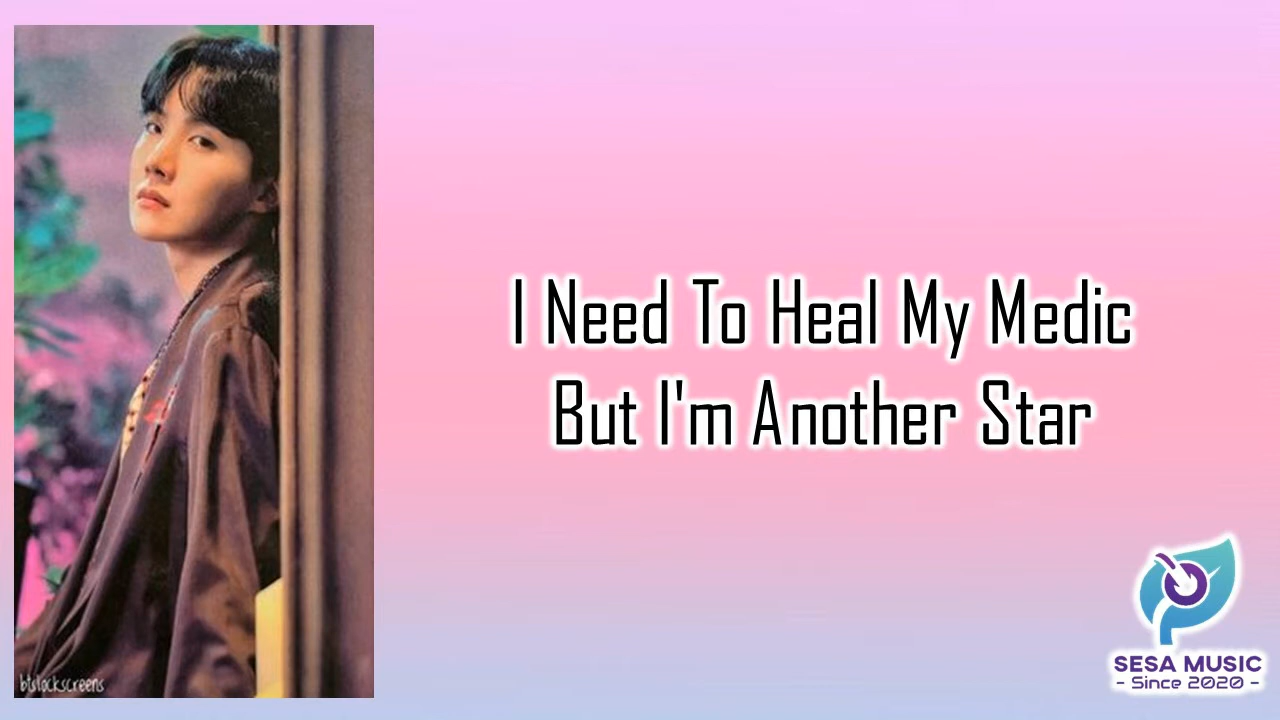 I Need To Heal My Medic
But I'm Another Star
SESA MUSIC
- Since 2020 -
btslockscreens